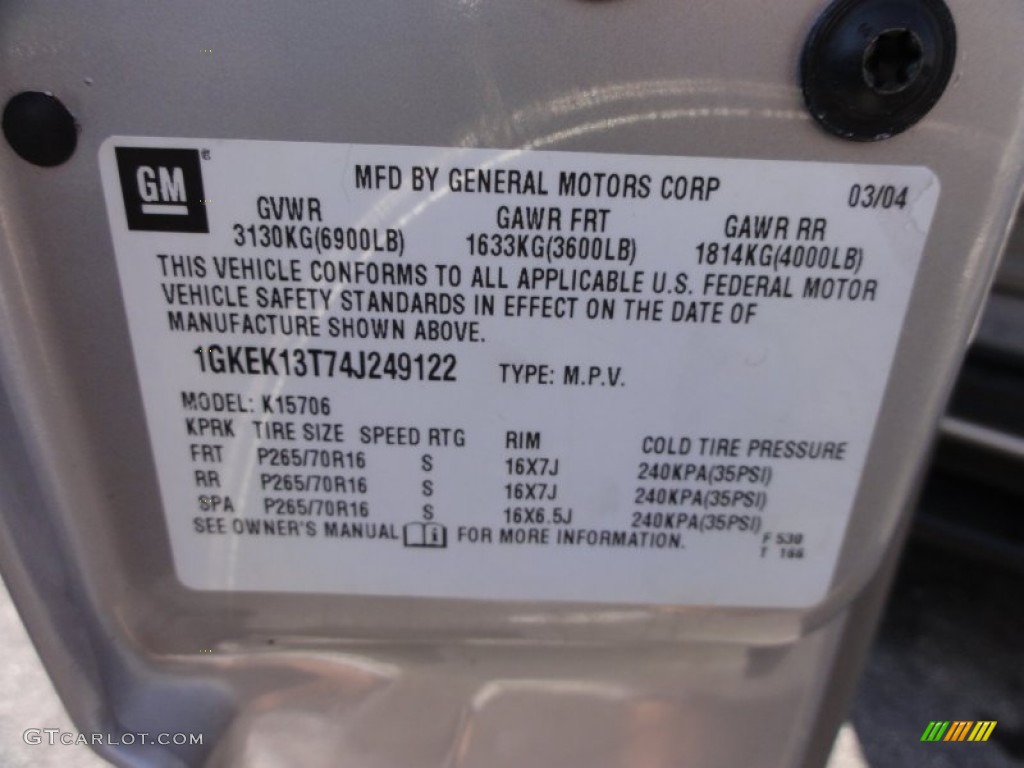 GM
MFD BY GENERAL MOTORS CORP 03/04
GVWR GAWR FRT GAWR RR
3130KG(6900LB) 1633KG(3600LB) 1814KG(4000LB)
THIS VEHICLE CONFORMS TO ALL APPLICABLE U.S. FEDERAL MOTOR
VEHICLE SAFETY STANDARDS IN EFFECT ON THE DATE OF
MANUFACTURE SHOWN ABOVE.
1GKEK13T74J249122 TYPE: M.P.V.
MODEL: K15706
KPRK TIRE SIZE SPEED RTG RIM COLD TIRE PRESSURE
FRT P265/70R16 S 16X7J 240KPA(35PSI)
RR P265/70R16 S 16X7J 240KPA(35PSI)
SPA P265/70R16 S 16X6.5J 240KPA(35PSI)
SEE OWNER'S MANUAL FOR MORE INFORMATION.
F 530
T 166
GTCARLOT.COM